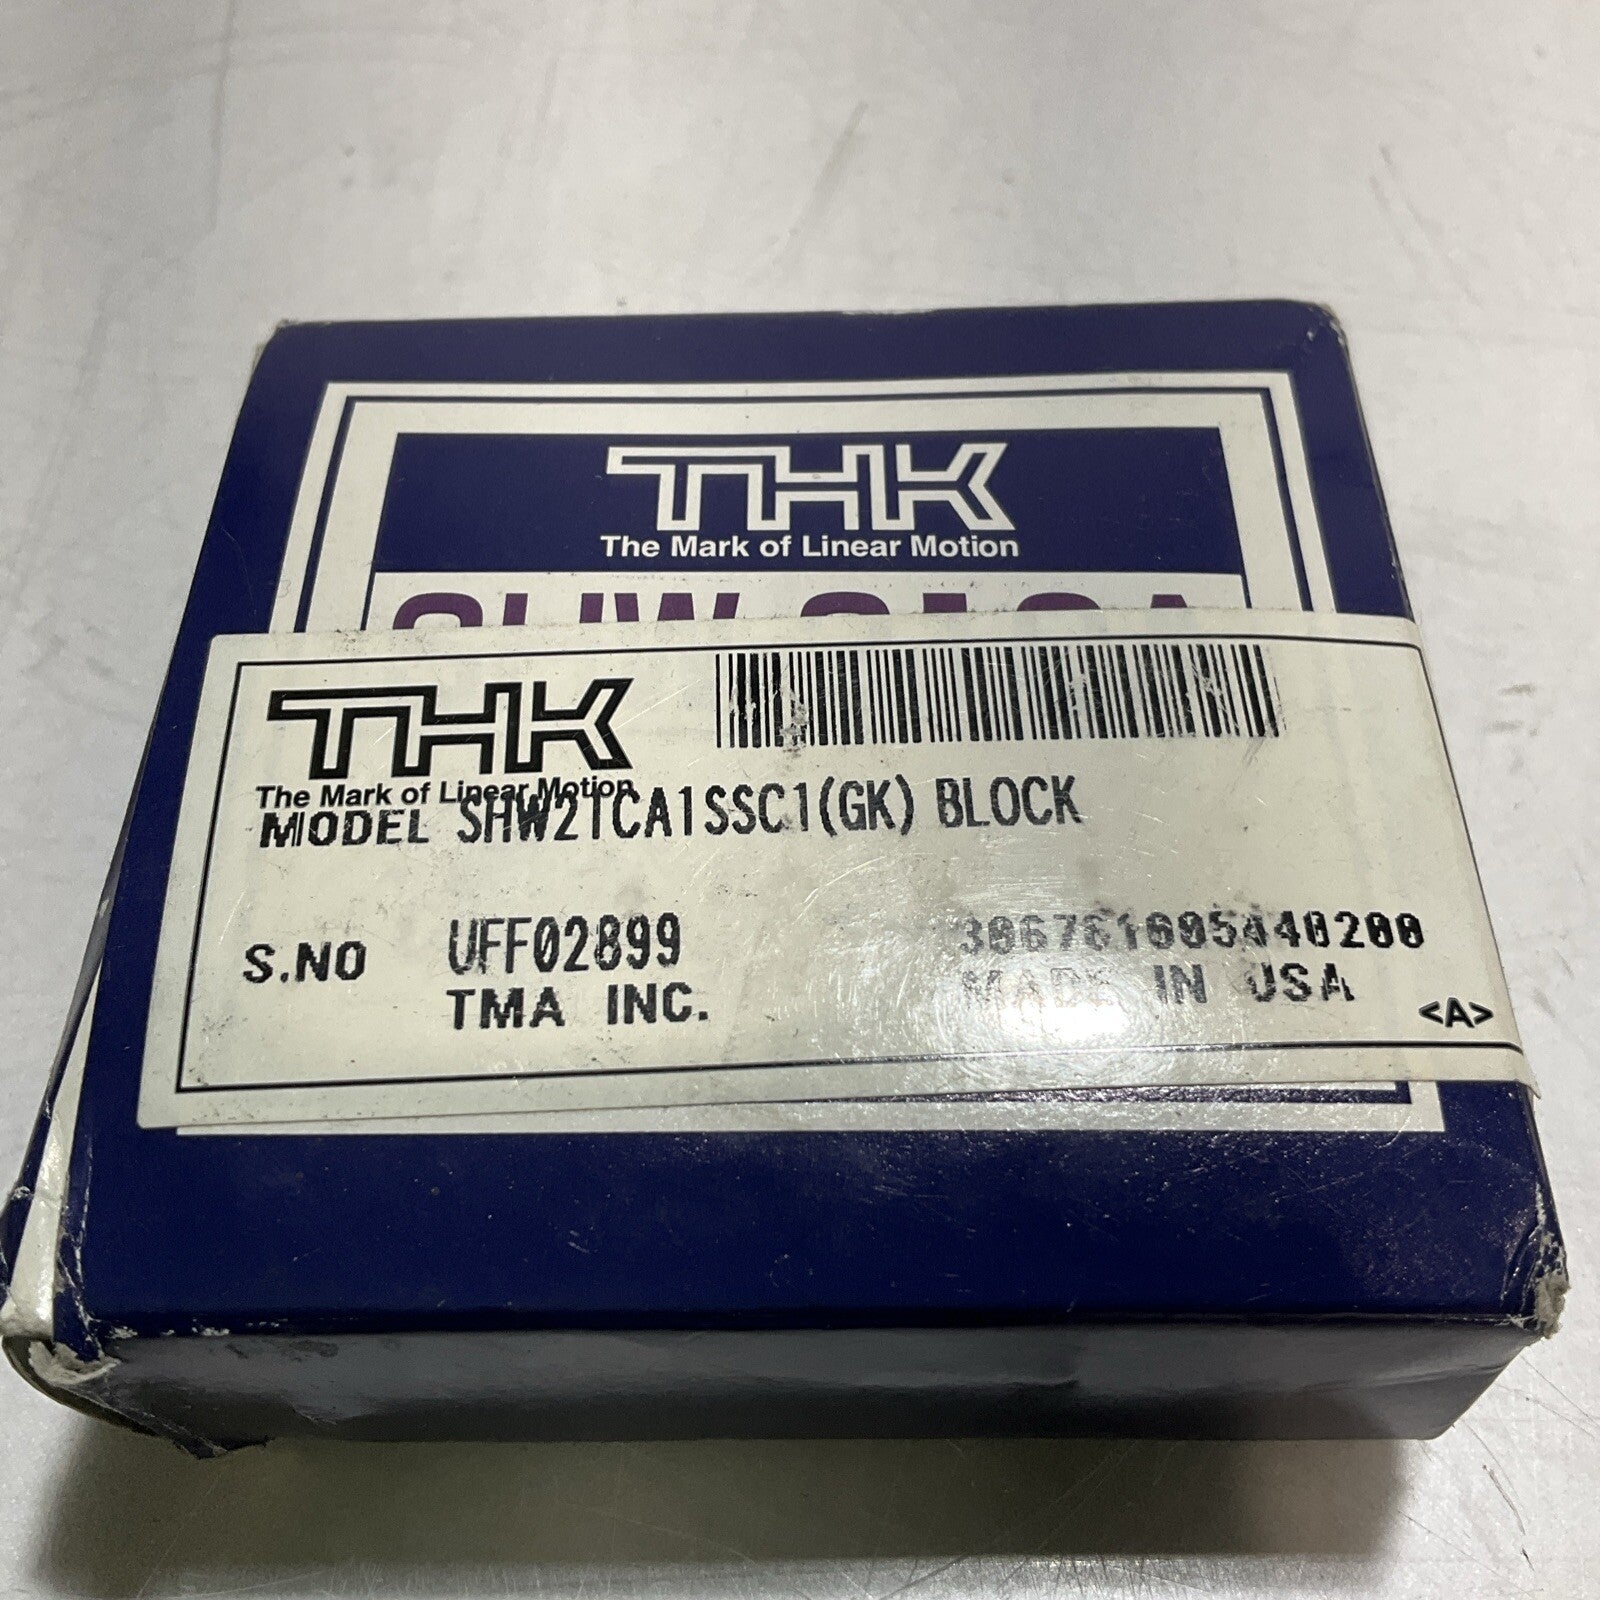 THK
The Mark of Linear Motion
THK
The Mark of Linear Motion
MODEL SHW21CA1SSC1(GK) BLOCK
S.NO UFF02899
TMA INC.
MADE IN USA
<A>